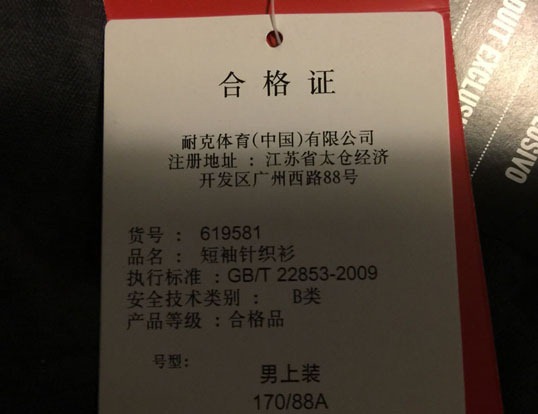 合格证
耐克体育(中国)有限公司
注册地址：江苏省太仓经济
开发区广州西路88号
货号： 619581
品名： 短袖针织衫
执行标准：GB/T 22853-2009
安全技术类别： B类
产品等级：合格品
号型：
男上装
170/88A
DUIT EXCLUSI
LOSIVO